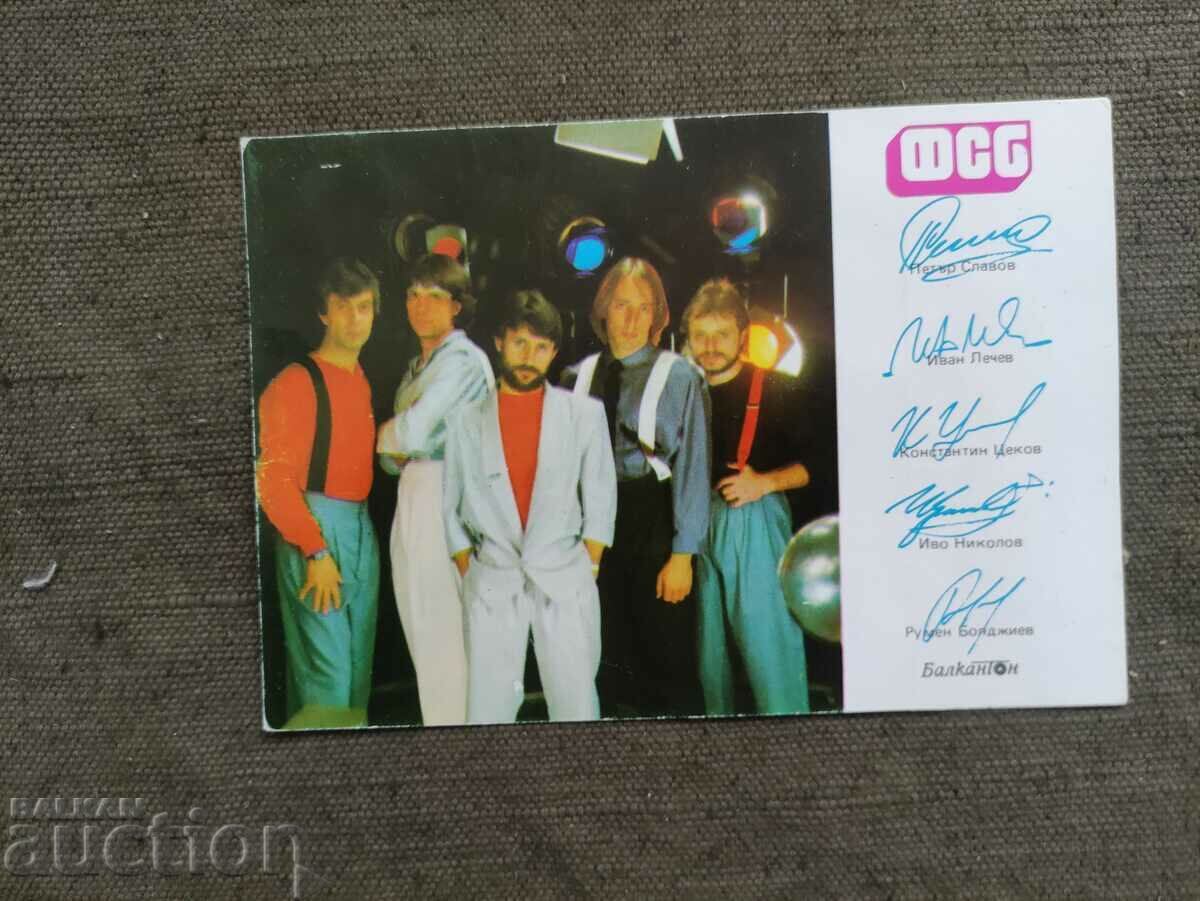 ФСБ
Петър Славов
Иван Лечев
Константин Цеков
Иво Николов
Румен Бояджиев
Балкантон
BALKAN
auction